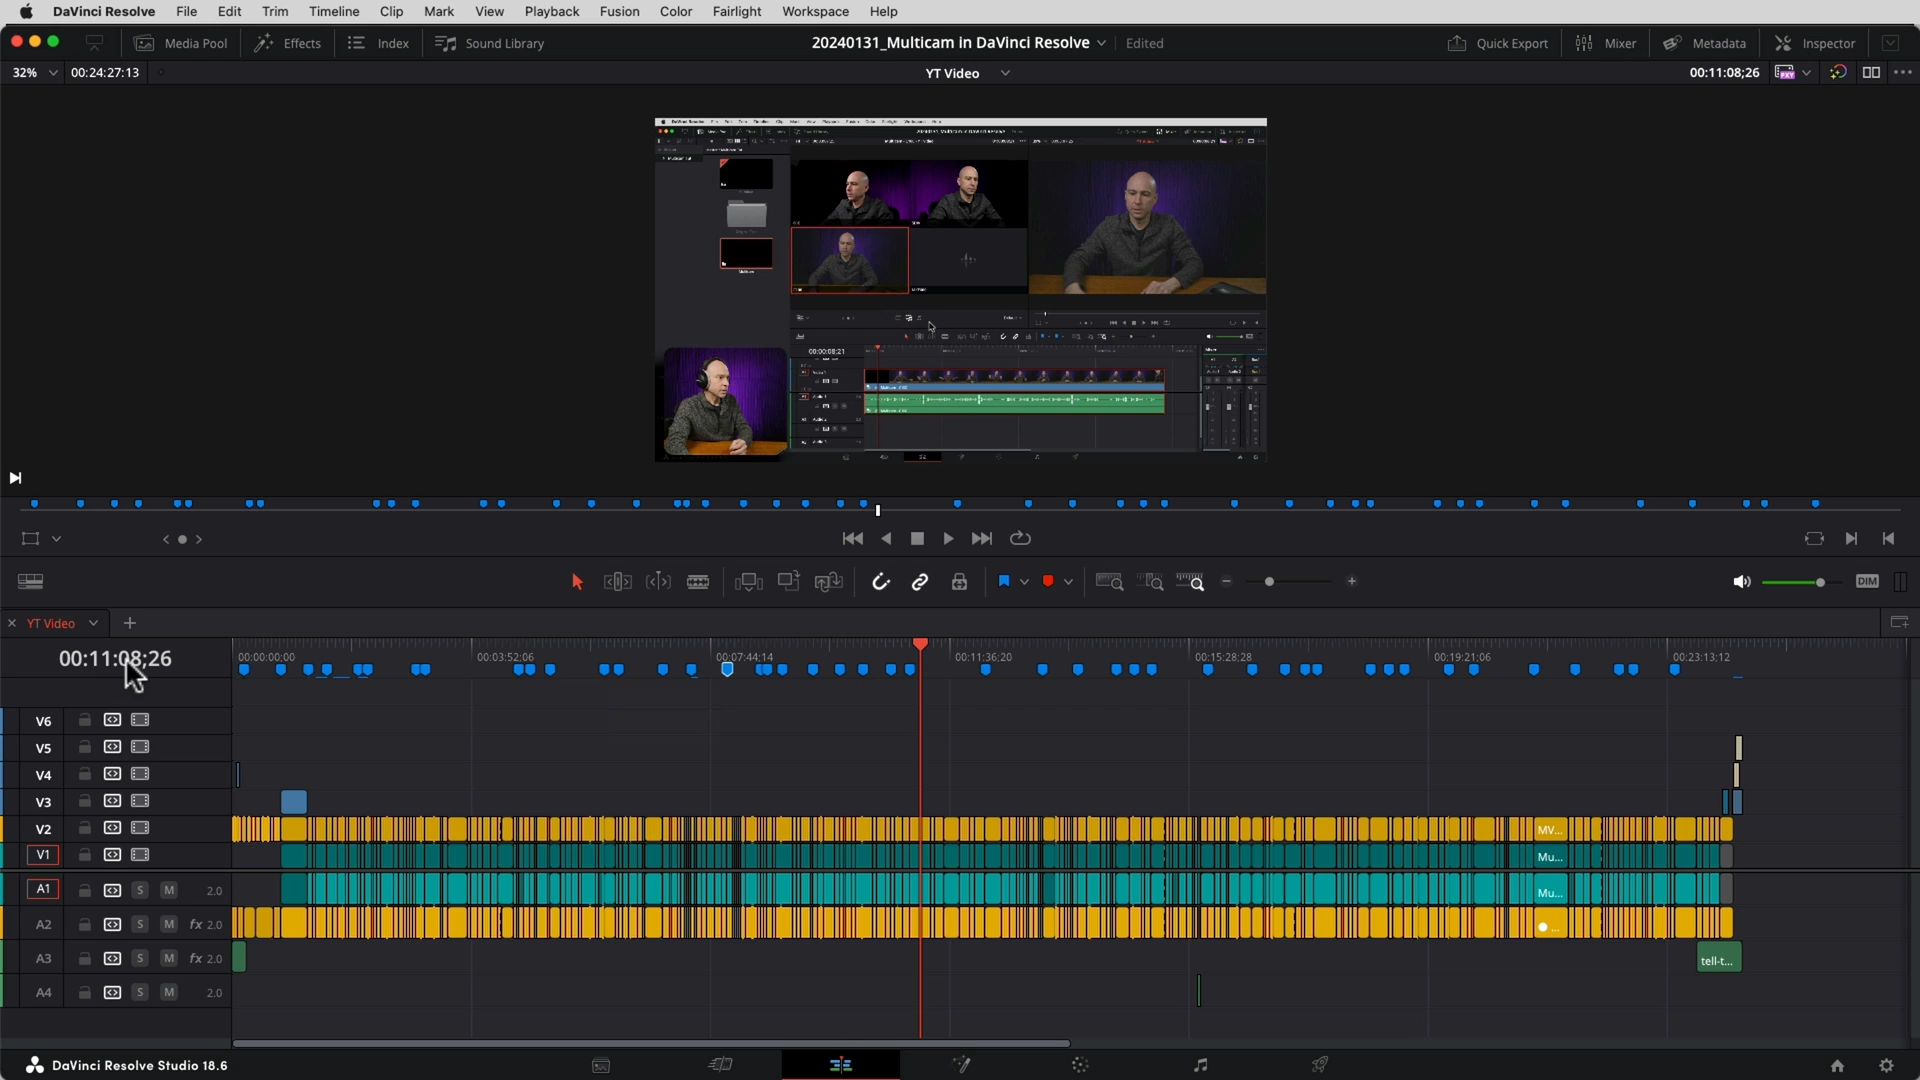 DaVinci Resolve File Edit Trim Timeline Clip Mark View Playback Fusion Color Fairlight Workspace Help
Media Pool Effects Index Sound Library 20240131_Multicam in DaVinci Resolve Edited Quick Export Mixer Metadata Inspector
32% 00:24:27:13 YT Video 00:11:08;26
00:00:08;21
DIM
YT Video
00:11:08;26 00:00:00;00 00:03:52;06 00:07:44;14 00:11:36;20 00:15:28;28 00:19:21;06 00:23:13;12
V6
V5
V4
V3
V2 MV...
V1 Mu...
A1 S M 2.0 Mu...
A2 S M fx 2.0 ...
A3 S M fx 2.0 tell-t...
A4 S M 2.0
DaVinci Resolve Studio 18.6